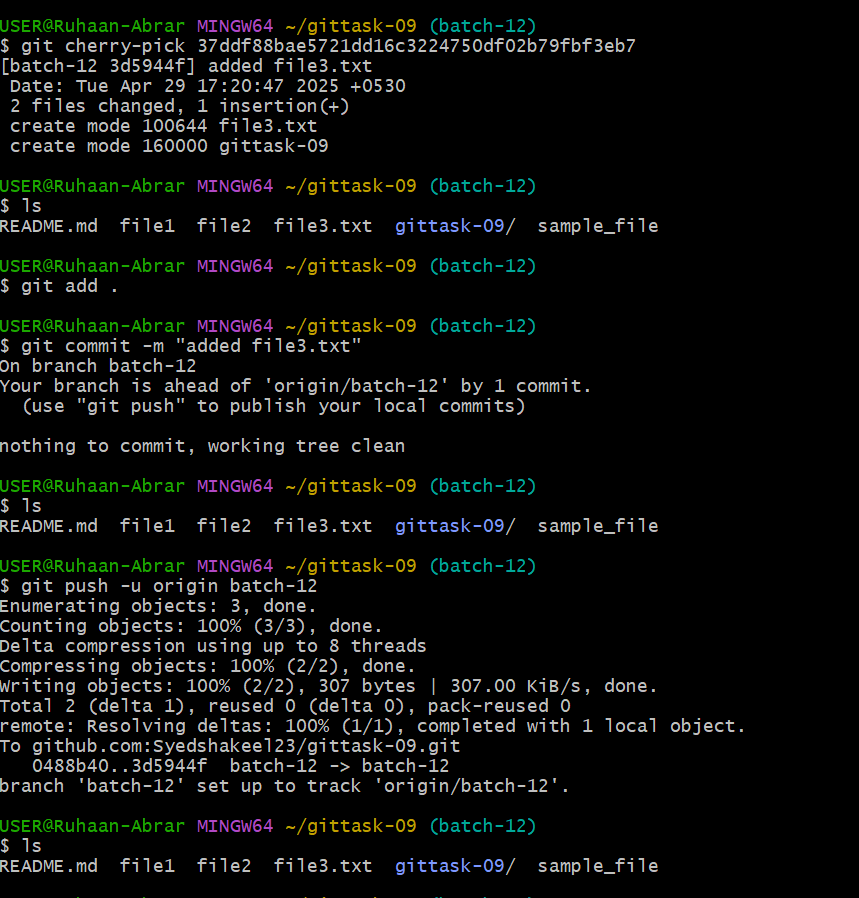 USER@Ruhaan-Abrar MINGW64 ~/gittask-09 (batch-12)
$ git cherry-pick 37ddf88bae5721dd16c3224750df02b79fbf3eb7
[batch-12 3d5944f] added file3.txt
 Date: Tue Apr 29 17:20:47 2025 +0530
 2 files changed, 1 insertion(+)
 create mode 100644 file3.txt
 create mode 160000 gittask-09
USER@Ruhaan-Abrar MINGW64 ~/gittask-09 (batch-12)
$ ls
README.md  file1  file2  file3.txt  gittask-09/  sample_file
USER@Ruhaan-Abrar MINGW64 ~/gittask-09 (batch-12)
$ git add .
USER@Ruhaan-Abrar MINGW64 ~/gittask-09 (batch-12)
$ git commit -m "added file3.txt"
On branch batch-12
Your branch is ahead of 'origin/batch-12' by 1 commit.
  (use "git push" to publish your local commits)
nothing to commit, working tree clean
USER@Ruhaan-Abrar MINGW64 ~/gittask-09 (batch-12)
$ ls
README.md  file1  file2  file3.txt  gittask-09/  sample_file
USER@Ruhaan-Abrar MINGW64 ~/gittask-09 (batch-12)
$ git push -u origin batch-12
Enumerating objects: 3, done.
Counting objects: 100% (3/3), done.
Delta compression using up to 8 threads
Compressing objects: 100% (2/2), done.
Writing objects: 100% (2/2), 307 bytes | 307.00 KiB/s, done.
Total 2 (delta 1), reused 0 (delta 0), pack-reused 0
remote: Resolving deltas: 100% (1/1), completed with 1 local object.
To github.com:Syedshakeel23/gittask-09.git
   0488b40..3d5944f  batch-12 -> batch-12
branch 'batch-12' set up to track 'origin/batch-12'.
USER@Ruhaan-Abrar MINGW64 ~/gittask-09 (batch-12)
$ ls
README.md  file1  file2  file3.txt  gittask-09/  sample_file